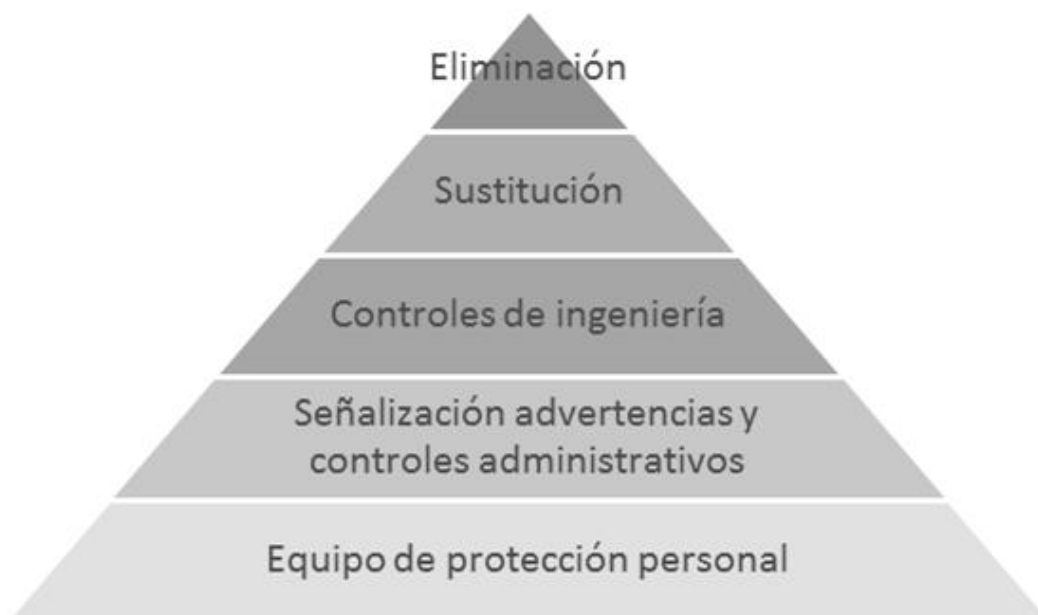 Eliminación
Sustitución
Controles de ingeniería
Señalización advertencias y
controles administrativos
Equipo de protección personal